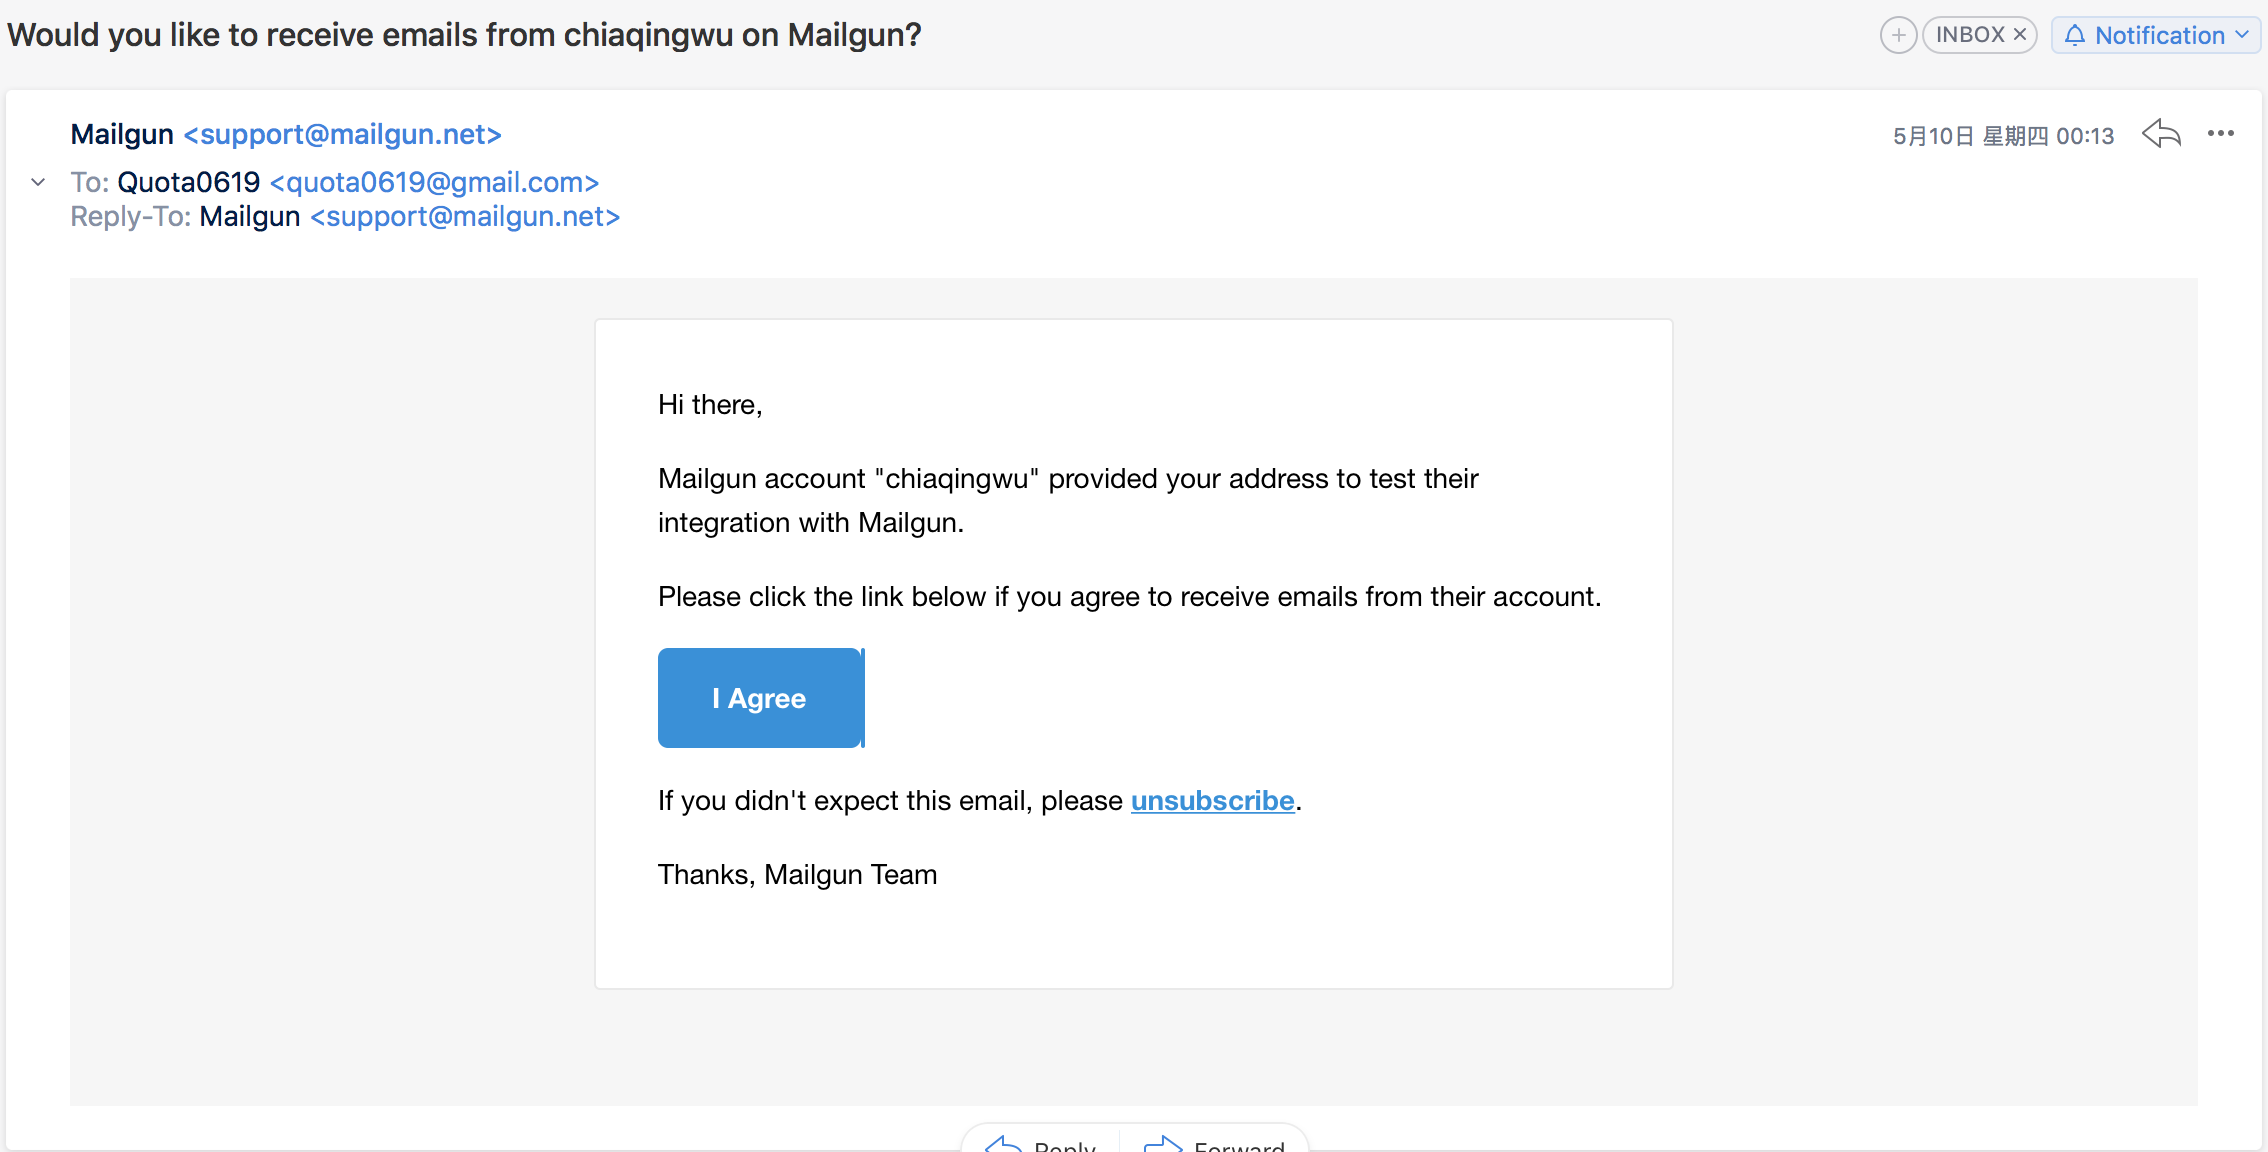 Would you like to receive emails from chiaqingwu on Mailgun?
INBOX ×
Notification
Mailgun <support@mailgun.net>
5月10日 星期四 00:13
To: Quota0619 <quota0619@gmail.com>
Reply-To: Mailgun <support@mailgun.net>
Hi there,
Mailgun account "chiaqingwu" provided your address to test their
integration with Mailgun.
Please click the link below if you agree to receive emails from their account.
I Agree
If you didn't expect this email, please unsubscribe.
Thanks, Mailgun Team
Reply
Forward